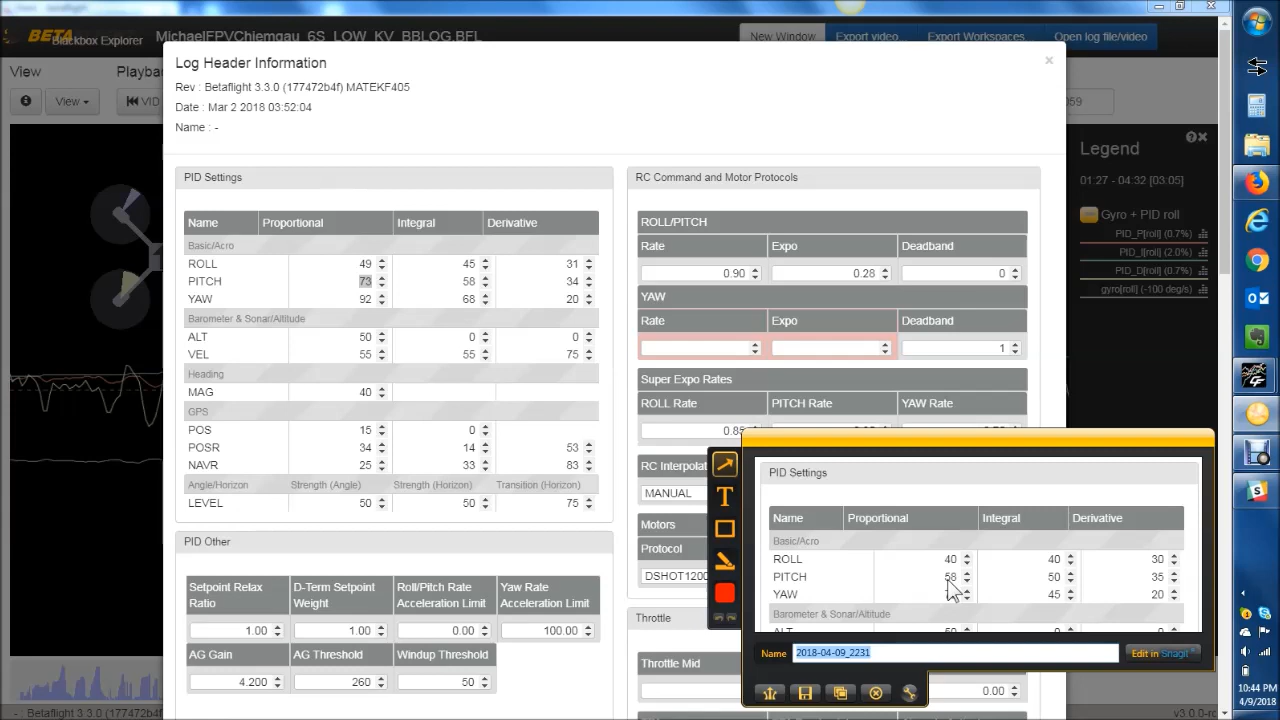 BETA
Blackbox Explorer
MichaelFPVChiemgau_6S_LOW_KV_BBLOG.BFL
New Window
Export video...
Export Workspaces...
Open log file/video
View
Playba
View
VID
Log Header Information
×
Rev : Betaflight 3.3.0 (177472b4f) MATEKF405
Date : Mar 2 2018 03:52:04
Name : -
PID Settings
Name Proportional Integral Derivative
Basic/Acro
ROLL 49 45 31
PITCH 73 58 34
YAW 92 68 20
Barometer & Sonar/Altitude
ALT 50 0 0
VEL 55 55 75
Heading
MAG 40
GPS
POS 15 0
POSR 34 14 53
NAVR 25 33 83
Angle/Horizon Strength (Angle) Strength (Horizon) Transition (Horizon)
LEVEL 50 50 75
PID Other
Setpoint Relax Ratio
D-Term Setpoint Weight
Roll/Pitch Rate Acceleration Limit
Yaw Rate Acceleration Limit
1.00 1.00 0.00 100.00
AG Gain AG Threshold Windup Threshold
4.200 260 50
RC Command and Motor Protocols
ROLL/PITCH
Rate Expo Deadband
0.90 0.28 0
YAW
Rate Expo Deadband
1
Super Expo Rates
ROLL Rate PITCH Rate YAW Rate
RC Interpolat
MANUAL
Motors
Protocol
DSHOT1200
Throttle
Throttle Mid
0.00
059
Legend
01:27 - 04:32 [03:05]
Gyro + PID roll
PID_P[roll] (0.7%)
PID_I[roll] (2.0%)
PID_D[roll] (0.7%)
gyro[roll] (-100 deg/s)
PID Settings
Name Proportional Integral Derivative
Basic/Acro
ROLL 40 40 30
PITCH 58 50 35
YAW 45 20
Barometer & Sonar/Altitude
Name 2018-04-09_2231
Edit in Snagit
- : Betaflight 3.3.0 (177472b4f)
10:44 PM
4/9/2018